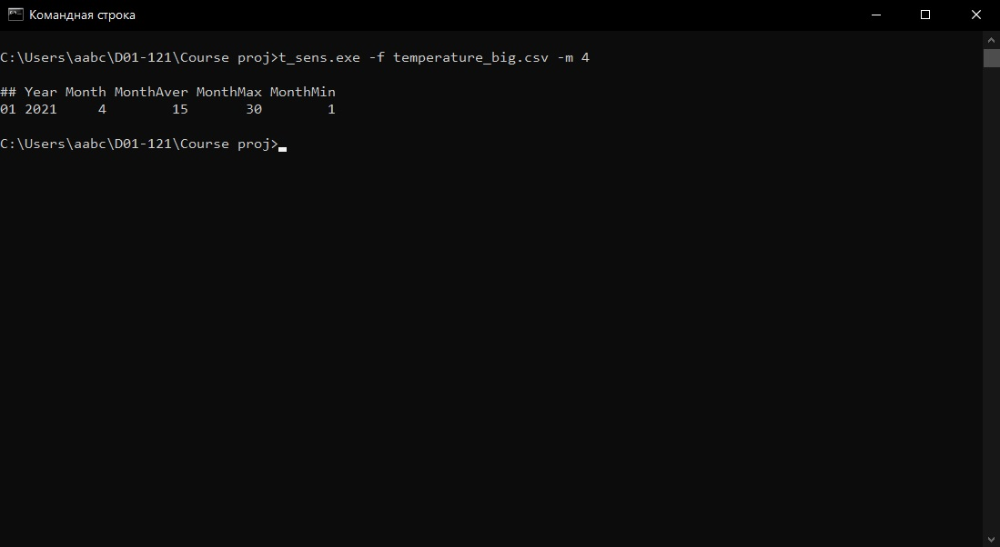 Командная строка
C:\Users\aabc\D01-121\Course proj>t_sens.exe -f temperature_big.csv -m 4
## Year Month MonthAver MonthMax MonthMin
01 2021     4        15       30        1
C:\Users\aabc\D01-121\Course proj>